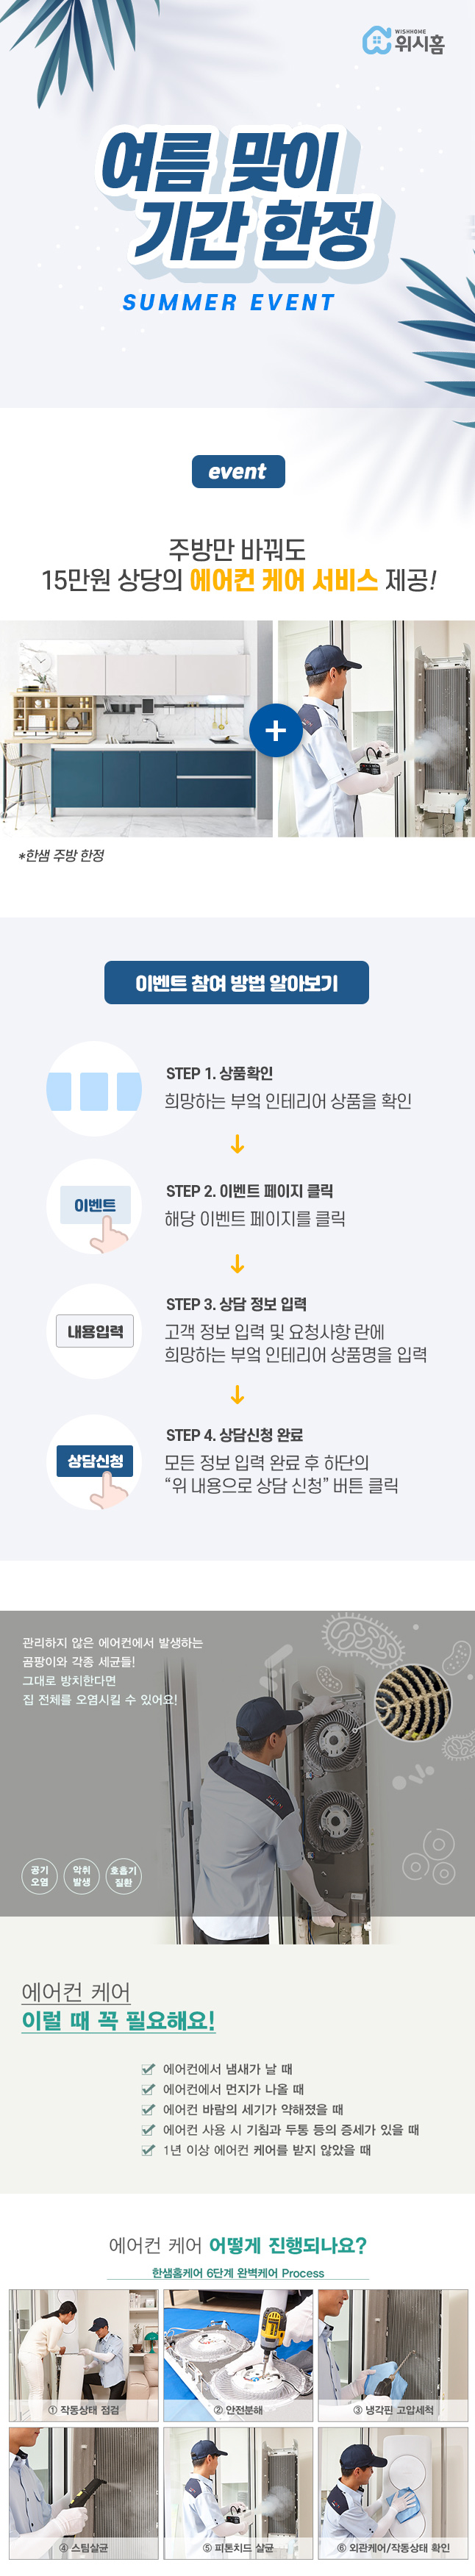 WISHHOME
위시홈
여름 맞이
기간 한정
SUMMER EVENT
event
주방만 바꿔도
15만원 상당의 에어컨 케어 서비스 제공!
*한샘 주방 한정
이벤트 참여 방법 알아보기
STEP 1. 상품확인
희망하는 부엌 인테리어 상품을 확인
STEP 2. 이벤트 페이지 클릭
이벤트
해당 이벤트 페이지를 클릭
STEP 3. 상담 정보 입력
내용입력
고객 정보 입력 및 요청사항 란에
희망하는 부엌 인테리어 상품명을 입력
STEP 4. 상담신청 완료
상담신청
모든 정보 입력 완료 후 하단의
“위 내용으로 상담 신청” 버튼 클릭
관리하지 않은 에어컨에서 발생하는
곰팡이와 각종 세균들!
그대로 방치한다면
집 전체를 오염시킬 수 있어요!
공기 오염
악취 발생
호흡기 질환
에어컨 케어
이럴 때 꼭 필요해요!
에어컨에서 냄새가 날 때
에어컨에서 먼지가 나올 때
에어컨 바람의 세기가 약해졌을 때
에어컨 사용 시 기침과 두통 등의 증세가 있을 때
1년 이상 에어컨 케어를 받지 않았을 때
에어컨 케어 어떻게 진행되나요?
한샘홈케어 6단계 완벽케어 Process
① 작동상태 점검
② 안전분해
③ 냉각핀 고압세척
④ 스팀살균
⑤ 피톤치드 살균
⑥ 외관케어/작동상태 확인